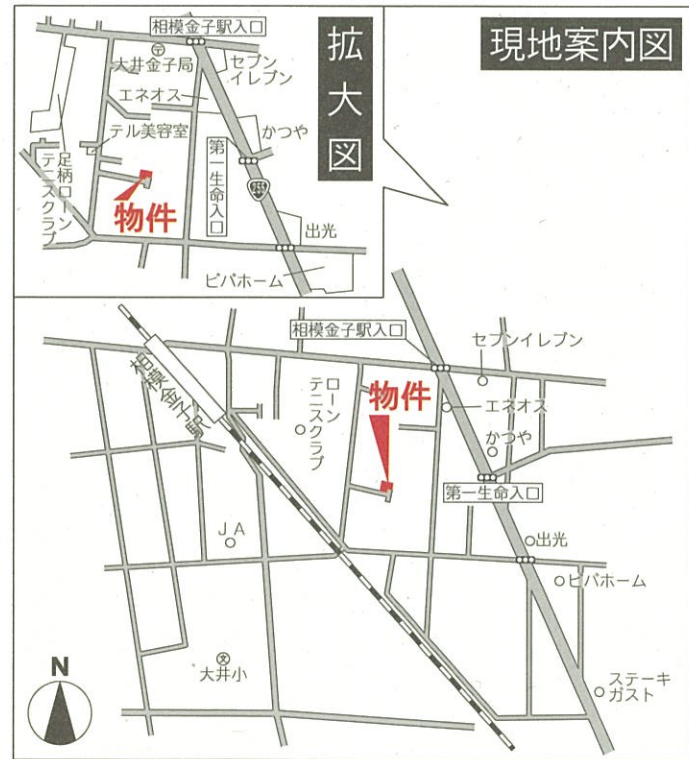 現地案内図
拡大図
相模金子駅入口
〒
大井金子局
セブン
イレブン
エネオス
かつや
テル美容室
第一生命入口
255
足柄ローン
テニスクラブ
物件
出光
ビバホーム
相模金子駅入口
セブンイレブン
相模金子駅
ローン
テニスクラブ
物件
エネオス
かつや
第一生命入口
JA
出光
ビバホーム
文
大井小
ステーキ
ガスト
N